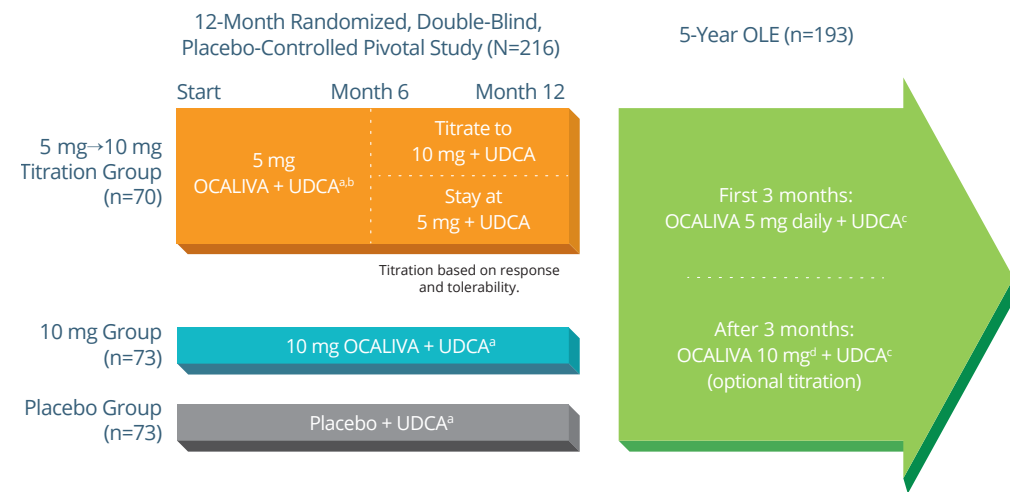 12-Month Randomized, Double-Blind,
Placebo-Controlled Pivotal Study (N=216)
5-Year OLE (n=193)
Start
Month 6
Month 12
5 mg→10 mg
Titration Group
(n=70)
5 mg
OCALIVA + UDCAᵃ,ᵇ
Titrate to
10 mg + UDCA
Stay at
5 mg + UDCA
Titration based on response
and tolerability.
10 mg Group
(n=73)
10 mg OCALIVA + UDCAᵃ
Placebo Group
(n=73)
Placebo + UDCAᵃ
First 3 months:
OCALIVA 5 mg daily + UDCAᶜ
After 3 months:
OCALIVA 10 mgᵈ + UDCAᶜ
(optional titration)